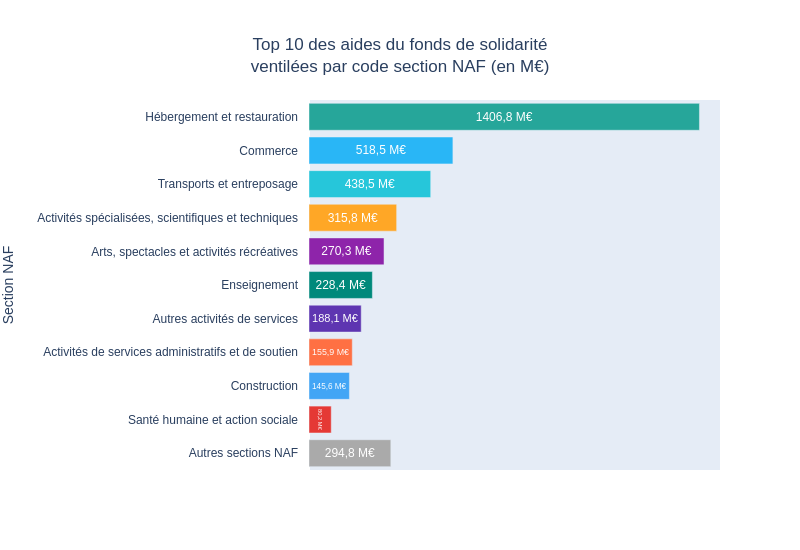 Top 10 des aides du fonds de solidarité
ventilées par code section NAF (en M€)
Section NAF
Hébergement et restauration 1406,8 M€
Commerce 518,5 M€
Transports et entreposage 438,5 M€
Activités spécialisées, scientifiques et techniques 315,8 M€
Arts, spectacles et activités récréatives 270,3 M€
Enseignement 228,4 M€
Autres activités de services 188,1 M€
Activités de services administratifs et de soutien 155,9 M€
Construction 145,6 M€
Santé humaine et action sociale 80,2 M€
Autres sections NAF 294,8 M€